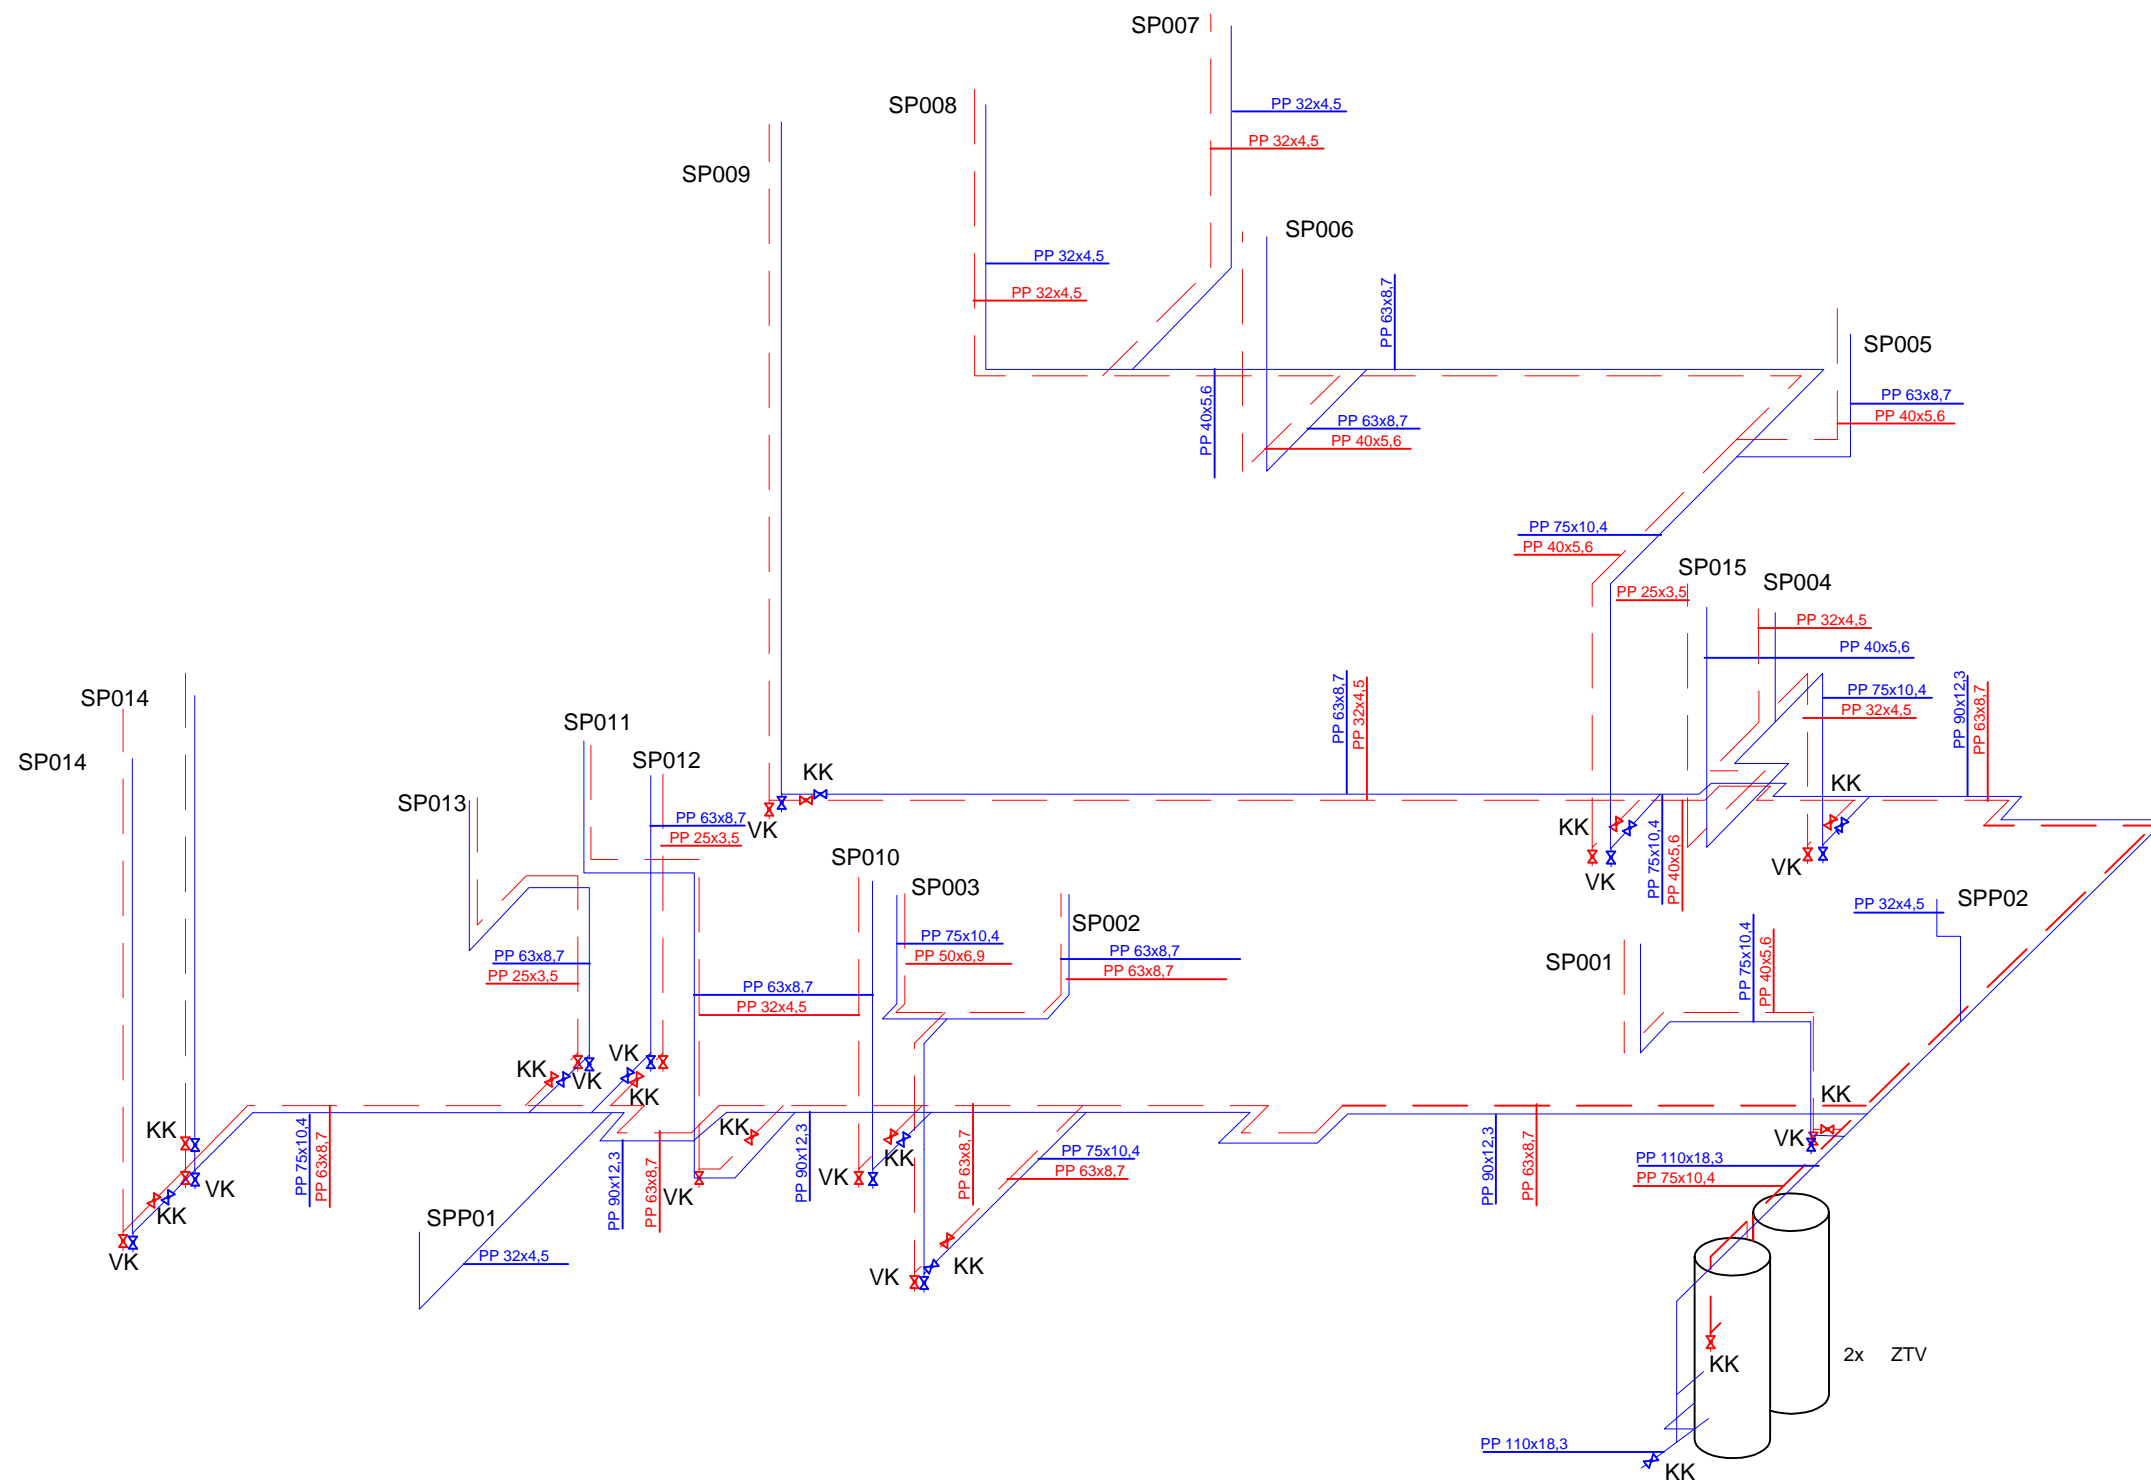 SP007
PP 32x4,5
PP 32x4,5
SP008
SP009
SP006
PP 32x4,5
PP 32x4,5
PP 63x8,7
SP005
PP 63x8,7
PP 40x5,6
PP 40x5,6
PP 63x8,7
PP 40x5,6
PP 75x10,4
PP 40x5,6
SP015
SP004
PP 25x3,5
PP 32x4,5
PP 40x5,6
PP 75x10,4
PP 32x4,5
PP 90x12,3
PP 63x8,7
PP 63x8,7
PP 32x4,5
SP014
SP014
SP011
SP012
SP013
PP 63x8,7
PP 25x3,5
KK
VK
KK
VK
PP 75x10,4
PP 40x5,6
KK
VK
SP010
SP003
SP002
PP 75x10,4
PP 50x6,9
PP 63x8,7
PP 63x8,7
PP 63x8,7
PP 25x3,5
PP 63x8,7
PP 32x4,5
SP001
PP 75x10,4
PP 40x5,6
PP 32x4,5
SPP02
KK
VK
VK
KK
KK
VK
KK
KK
VK
PP 75x10,4
PP 63x8,7
PP 90x12,3
PP 63x8,7
KK
VK
PP 90x12,3
KK
VK
PP 63x8,7
PP 75x10,4
PP 63x8,7
PP 90x12,3
PP 63x8,7
KK
VK
PP 110x18,3
PP 75x10,4
SPP01
PP 32x4,5
VK
KK
KK
2x ZTV
PP 110x18,3
KK